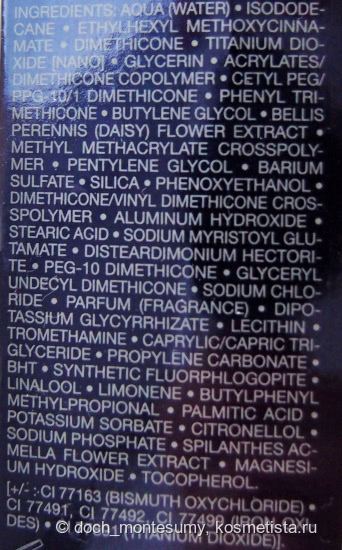 INGREDIENTS: AQUA (WATER) • ISODODE-
CANE • ETHYLHEXYL METHOXYCINNA-
MATE • DIMETHICONE • TITANIUM DIO-
XIDE [NANO] • GLYCERIN • ACRYLATES/
DIMETHICONE COPOLYMER • CETYL PEG/
PPG-10/1 DIMETHICONE • PHENYL TRI-
METHICONE • BUTYLENE GLYCOL • BELLIS
PERENNIS (DAISY) FLOWER EXTRACT •
METHYL METHACRYLATE CROSSPOLY-
MER • PENTYLENE GLYCOL • BARIUM
SULFATE • SILICA • PHENOXYETHANOL •
DIMETHICONE/VINYL DIMETHICONE CROS-
SPOLYMER • ALUMINUM HYDROXIDE •
STEARIC ACID • SODIUM MYRISTOYL GLU-
TAMATE • DISTEARDIMONIUM HECTORI-
TE • PEG-10 DIMETHICONE • GLYCERYL
UNDECYL DIMETHICONE • SODIUM CHLO-
RIDE • PARFUM (FRAGRANCE) • DIPO-
TASSIUM GLYCYRRHIZATE • LECITHIN •
TROMETHAMINE • CAPRYLIC/CAPRIC TRI-
GLYCERIDE • PROPYLENE CARBONATE •
BHT • SYNTHETIC FLUORPHLOGOPITE •
LINALOOL • LIMONENE • BUTYLPHENYL
METHYLPROPIONAL • PALMITIC ACID •
POTASSIUM SORBATE • CITRONELLOL •
SODIUM PHOSPHATE • SPILANTHES AC-
MELLA FLOWER EXTRACT • MAGNESI-
UM HYDROXIDE • TOCOPHEROL.
[+/- : CI 77163 (BISMUTH OXYCHLORIDE) •
CI 77491, CI 77492, CI 77499 (IRON OXI-
DES) • (TITANIUM DIOXIDE)].
© doch_montesumy, kosmetista.ru